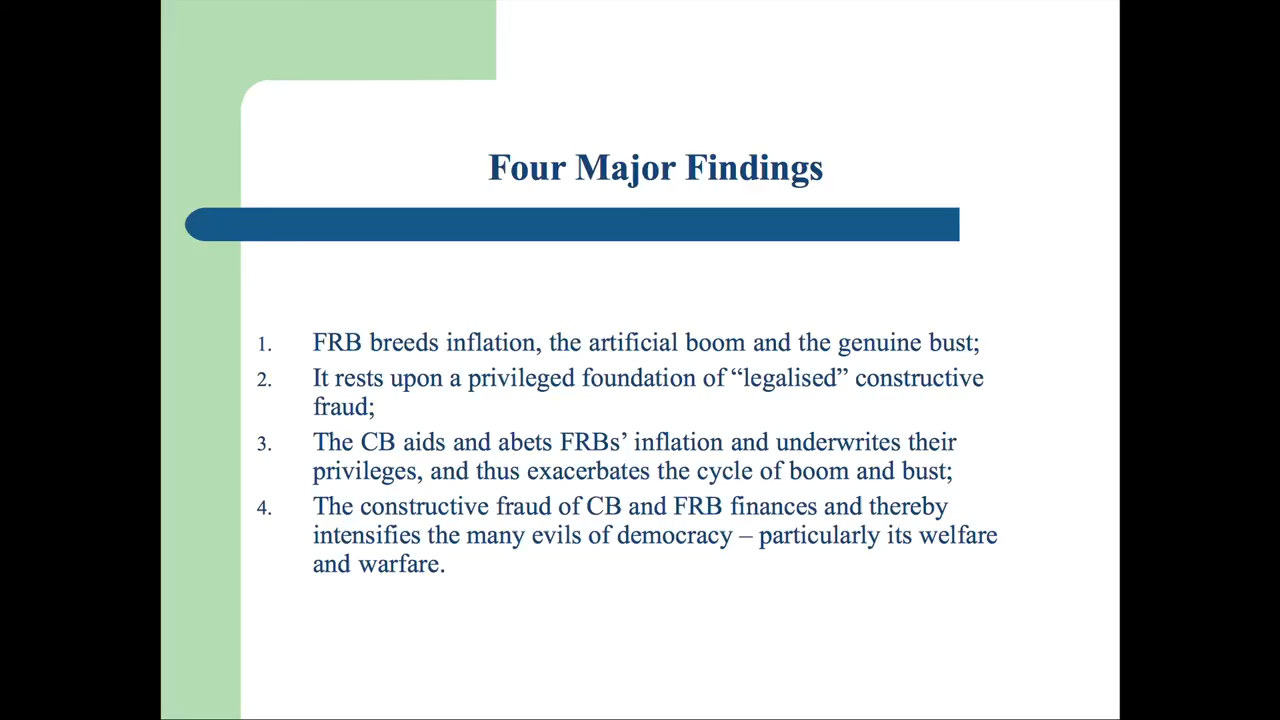 Four Major Findings
1. FRB breeds inflation, the artificial boom and the genuine bust;
2. It rests upon a privileged foundation of “legalised” constructive
fraud;
3. The CB aids and abets FRBs’ inflation and underwrites their
privileges, and thus exacerbates the cycle of boom and bust;
4. The constructive fraud of CB and FRB finances and thereby
intensifies the many evils of democracy – particularly its welfare
and warfare.